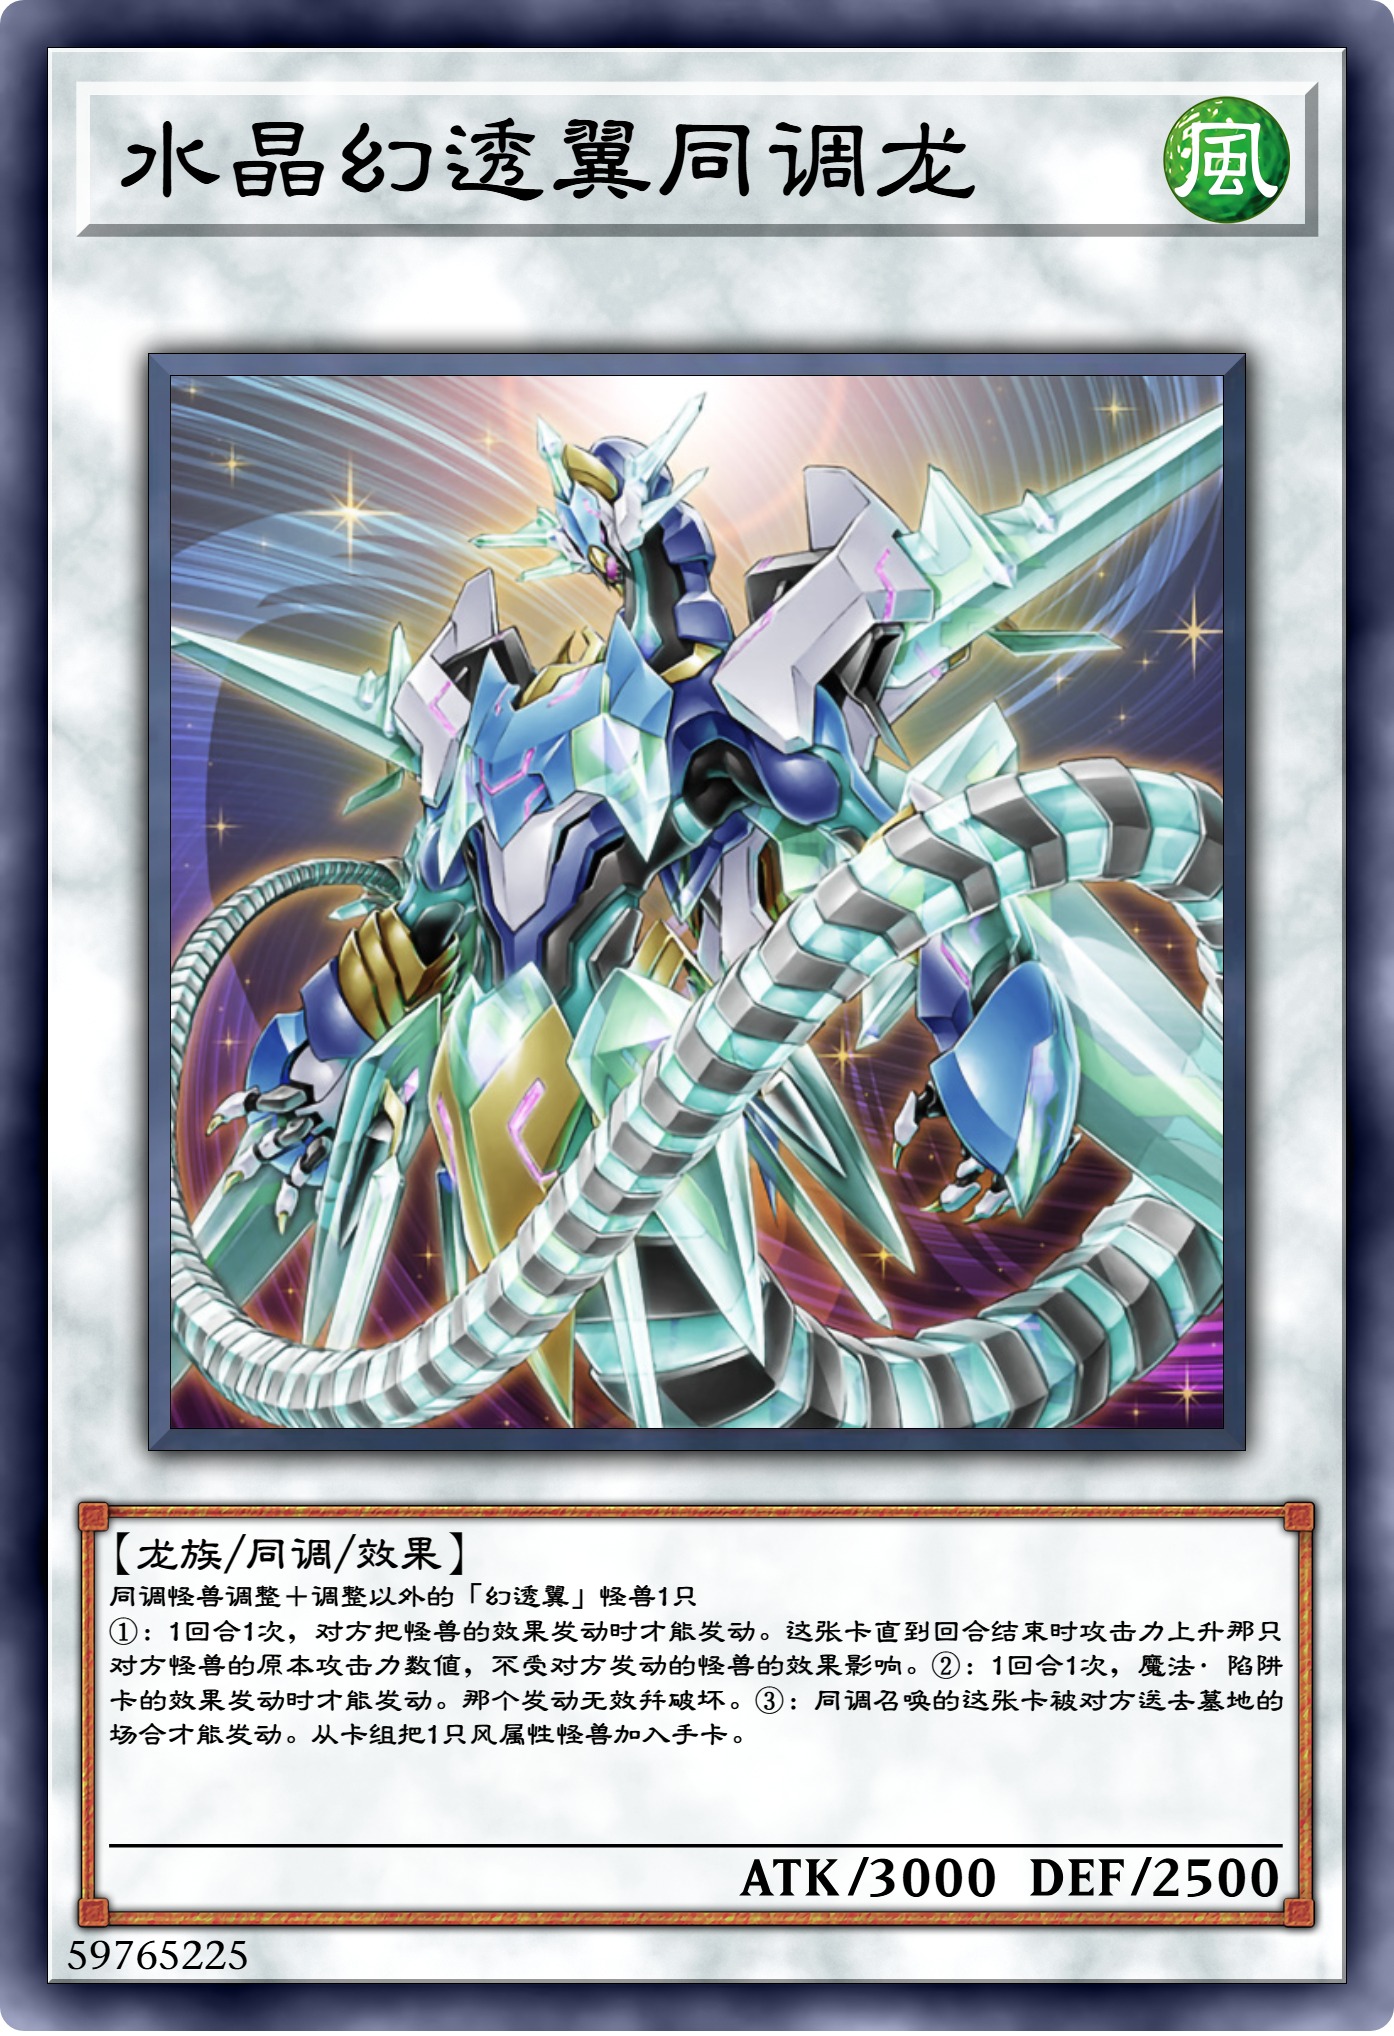 水晶幻透翼同调龙
風
【龙族/同调/效果】
同调怪兽调整＋调整以外的「幻透翼」怪兽1只
①：1回合1次，对方把怪兽的效果发动时才能发动。这张卡直到回合结束时攻击力上升那只
对方怪兽的原本攻击力数值，不受对方发动的怪兽的效果影响。②：1回合1次，魔法·陷阱
卡的效果发动时才能发动。那个发动无效并破坏。③：同调召唤的这张卡被对方送去墓地的
场合才能发动。从卡组把1只风属性怪兽加入手卡。
ATK/3000 DEF/2500
59765225